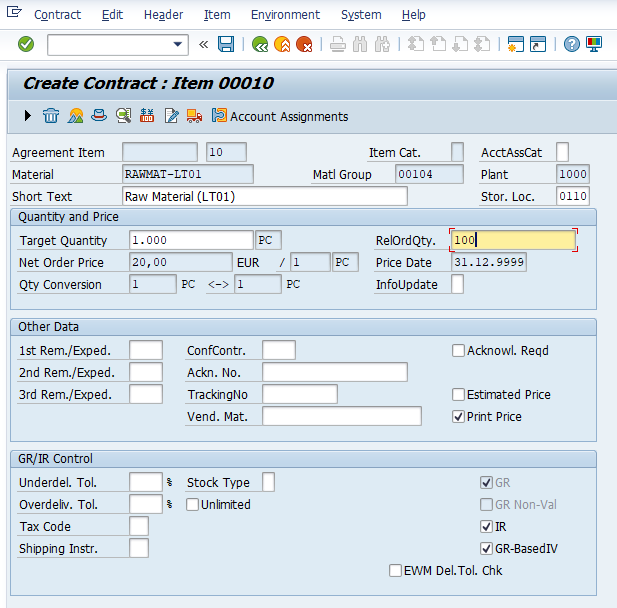 Contract Edit Header Item Environment System Help
Create Contract : Item 00010
Account Assignments
Agreement Item 10 Item Cat. AcctAssCat
Material RAWMAT-LT01 Matl Group 00104 Plant 1000
Short Text Raw Material (LT01) Stor. Loc. 0110
Quantity and Price
Target Quantity 1.000 PC RelOrdQty. 100
Net Order Price 20,00 EUR / 1 PC Price Date 31.12.9999
Qty Conversion 1 PC <-> 1 PC InfoUpdate
Other Data
1st Rem./Exped. ConfContr. Acknowl. Reqd
2nd Rem./Exped. Ackn. No.
3rd Rem./Exped. TrackingNo Estimated Price
Vend. Mat. Print Price
GR/IR Control
Underdel. Tol. % Stock Type GR
Overdeliv. Tol. % Unlimited GR Non-Val
Tax Code IR
Shipping Instr. GR-BasedIV
EWM Del.Tol. Chk